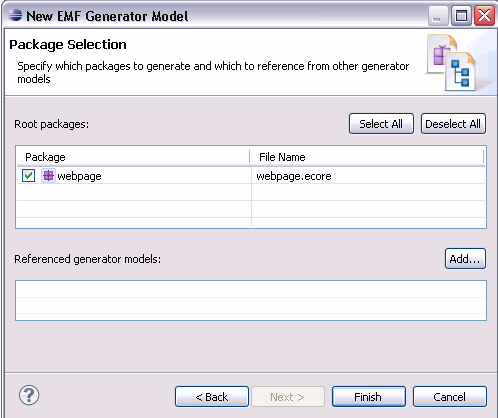 New EMF Generator Model
Package Selection
Specify which packages to generate and which to reference from other generator
models
Root packages:
Select All
Deselect All
Package
File Name
webpage
webpage.ecore
Referenced generator models:
Add...
?
< Back
Next >
Finish
Cancel